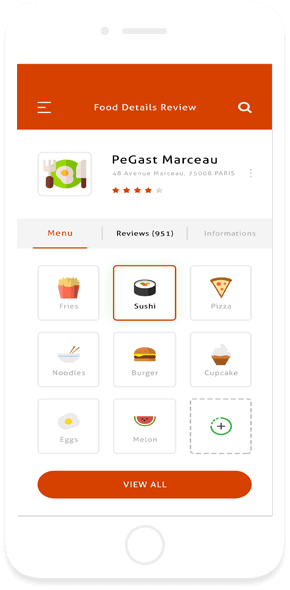 Food Details Review
PeGast Marceau
48 Avenue Marceau, 75008 PARIS
Menu
Reviews (951)
Informations
Fries
Sushi
Pizza
Noodles
Burger
Cupcake
Eggs
Melon
VIEW ALL